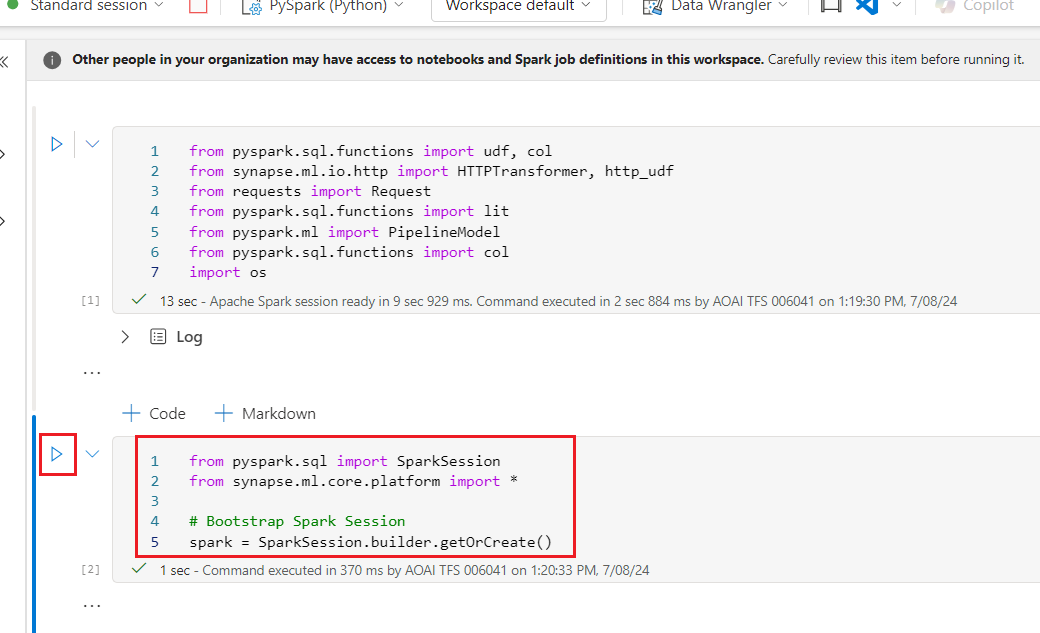 Standard session PySpark (Python) Workspace default Data Wrangler Copilot
Other people in your organization may have access to notebooks and Spark job definitions in this workspace. Carefully review this item before running it.
1 from pyspark.sql.functions import udf, col
2 from synapse.ml.io.http import HTTPTransformer, http_udf
3 from requests import Request
4 from pyspark.sql.functions import lit
5 from pyspark.ml import PipelineModel
6 from pyspark.sql.functions import col
7 import os
[1] 13 sec - Apache Spark session ready in 9 sec 929 ms. Command executed in 2 sec 884 ms by AOAI TFS 006041 on 1:19:30 PM, 7/08/24
Log
...
Code Markdown
1 from pyspark.sql import SparkSession
2 from synapse.ml.core.platform import *
3
4 # Bootstrap Spark Session
5 spark = SparkSession.builder.getOrCreate()
[2] 1 sec - Command executed in 370 ms by AOAI TFS 006041 on 1:20:33 PM, 7/08/24
...